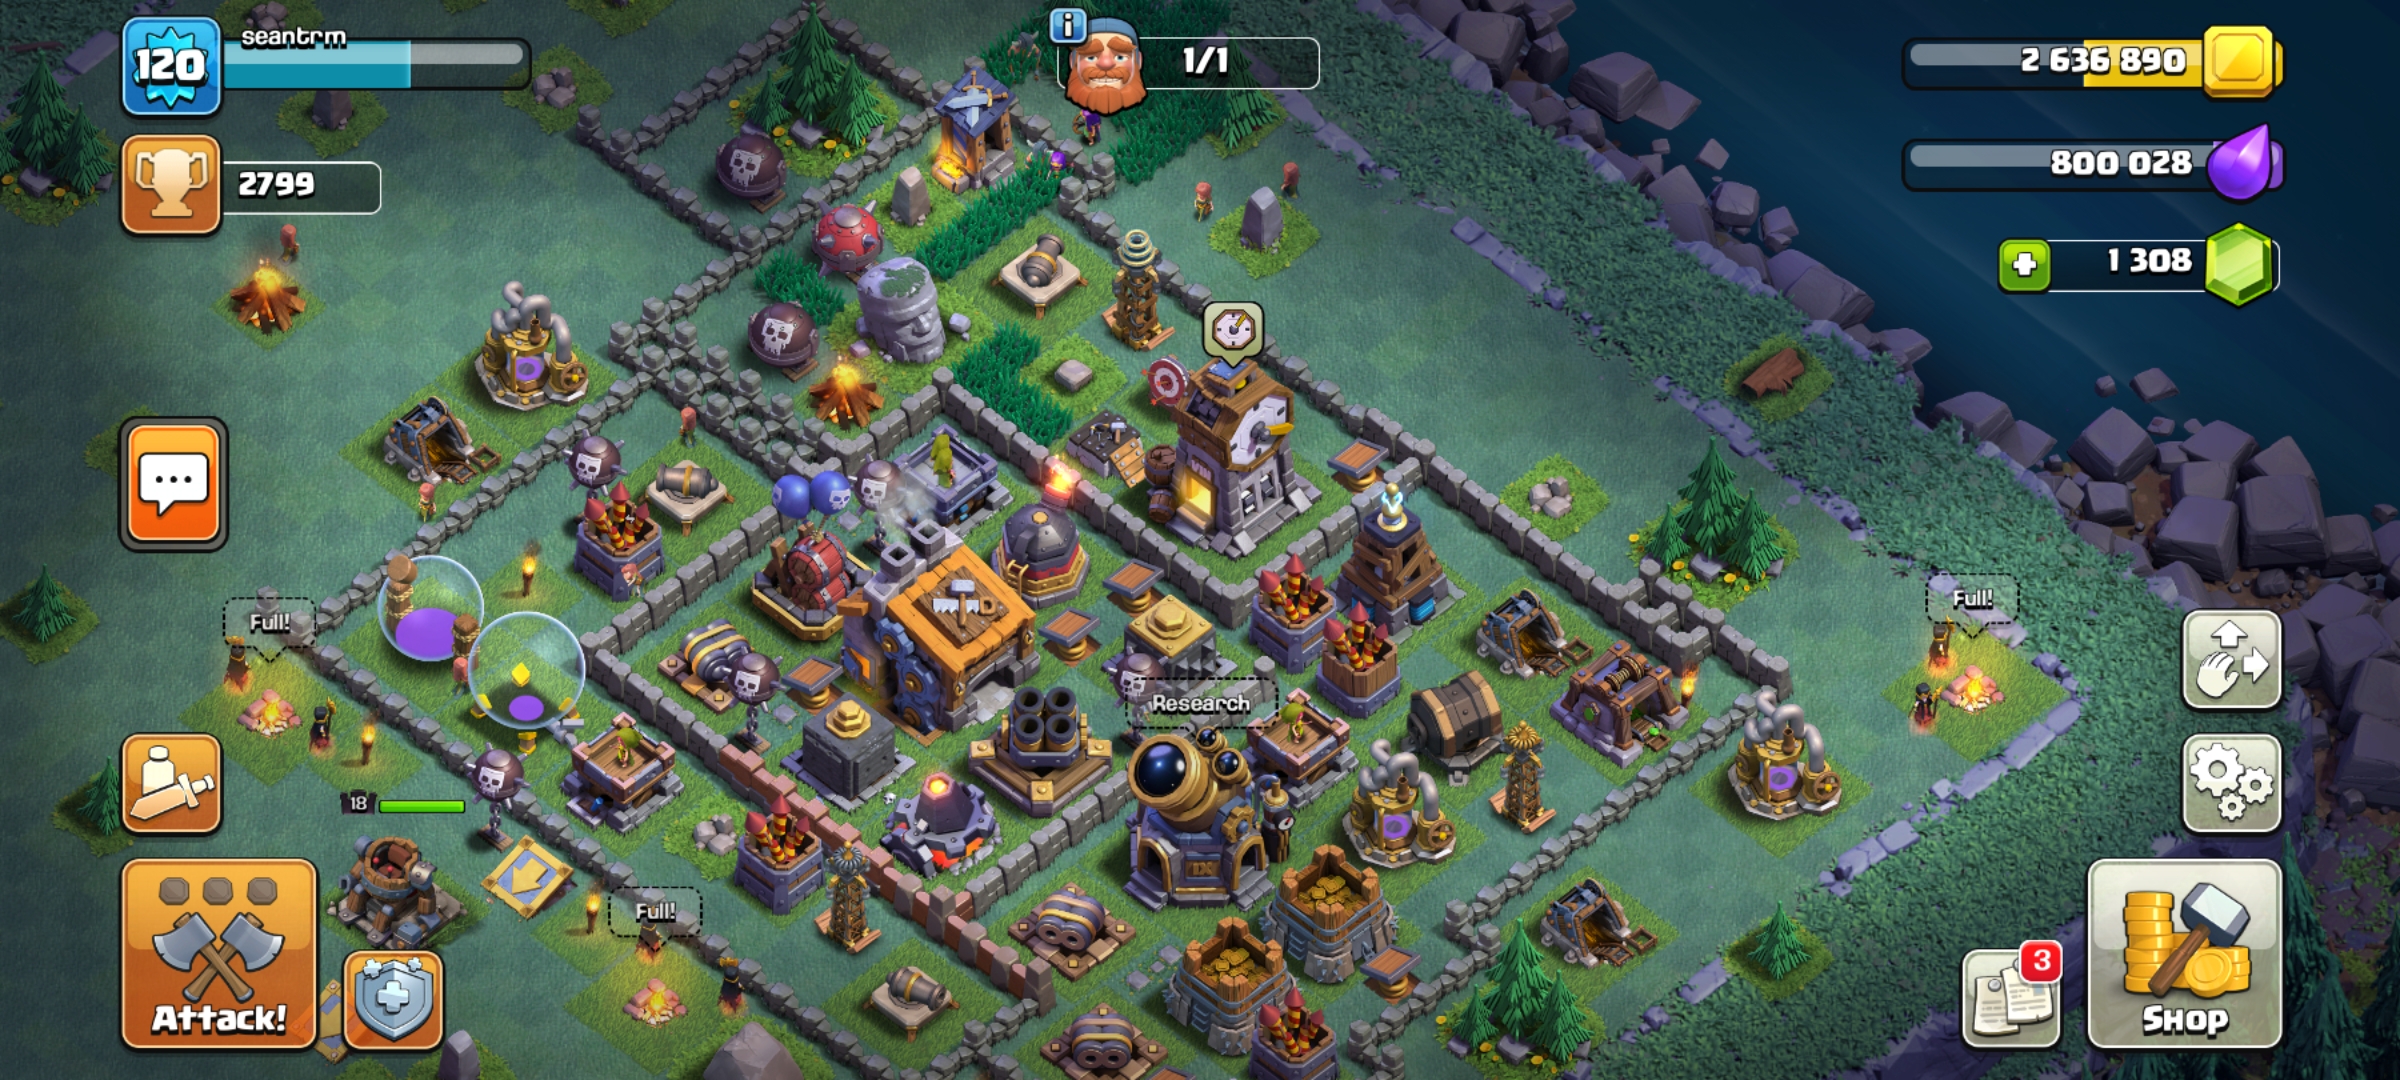 120
seantrm
1/1
2 636 890
2799
800 028
1 308
Full!
Full!
Research
18
Full!
3
Attack!
Shop